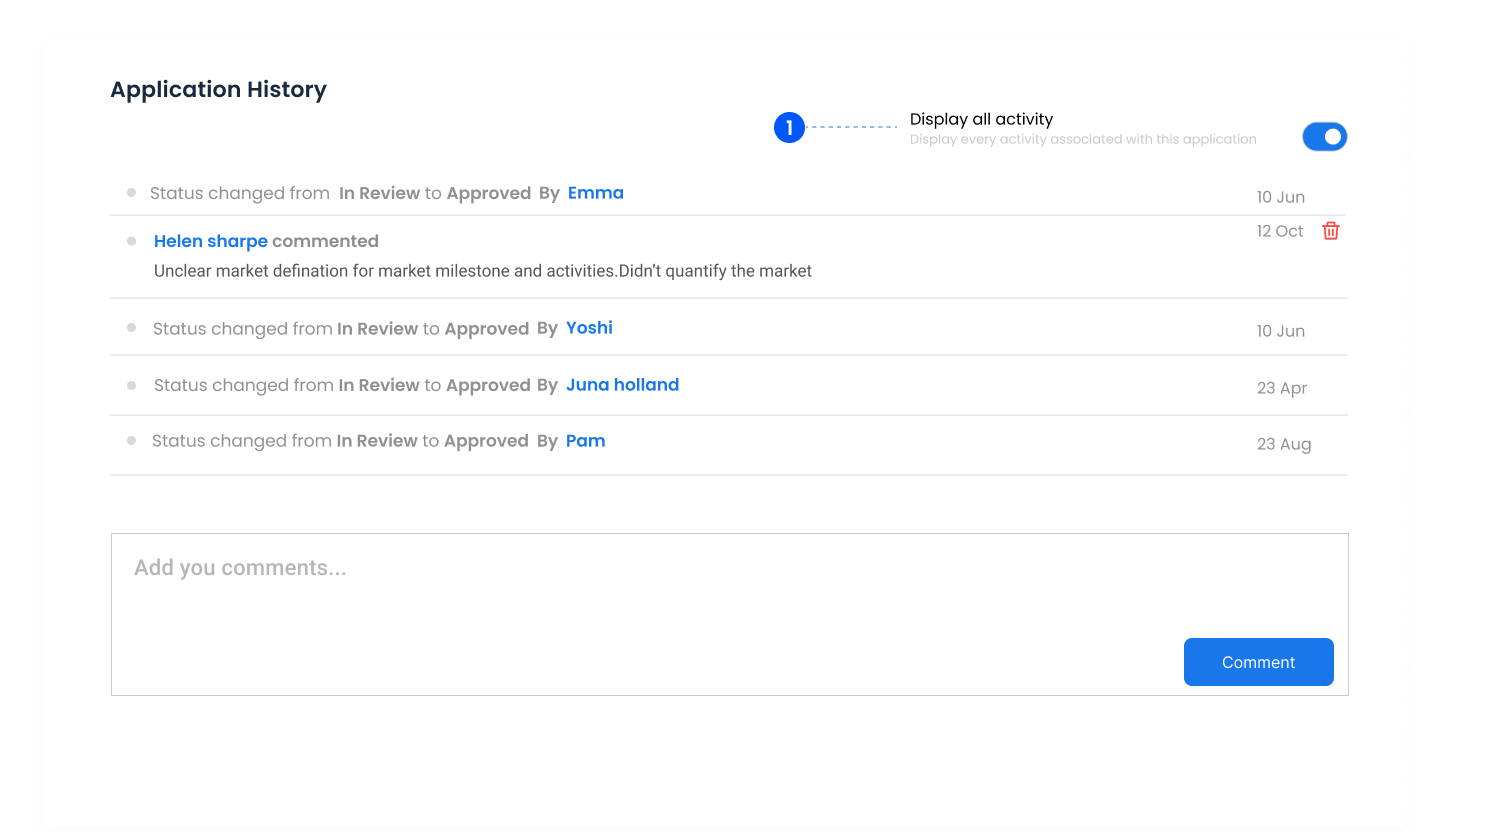 Application History
1
Display all activity
Display every activity associated with this application
Status changed from In Review to Approved By Emma
10 Jun
Helen sharpe commented
12 Oct
Unclear market defination for market milestone and activities.Didn’t quantify the market
Status changed from In Review to Approved By Yoshi
10 Jun
Status changed from In Review to Approved By Juna holland
23 Apr
Status changed from In Review to Approved By Pam
23 Aug
Add you comments...
Comment